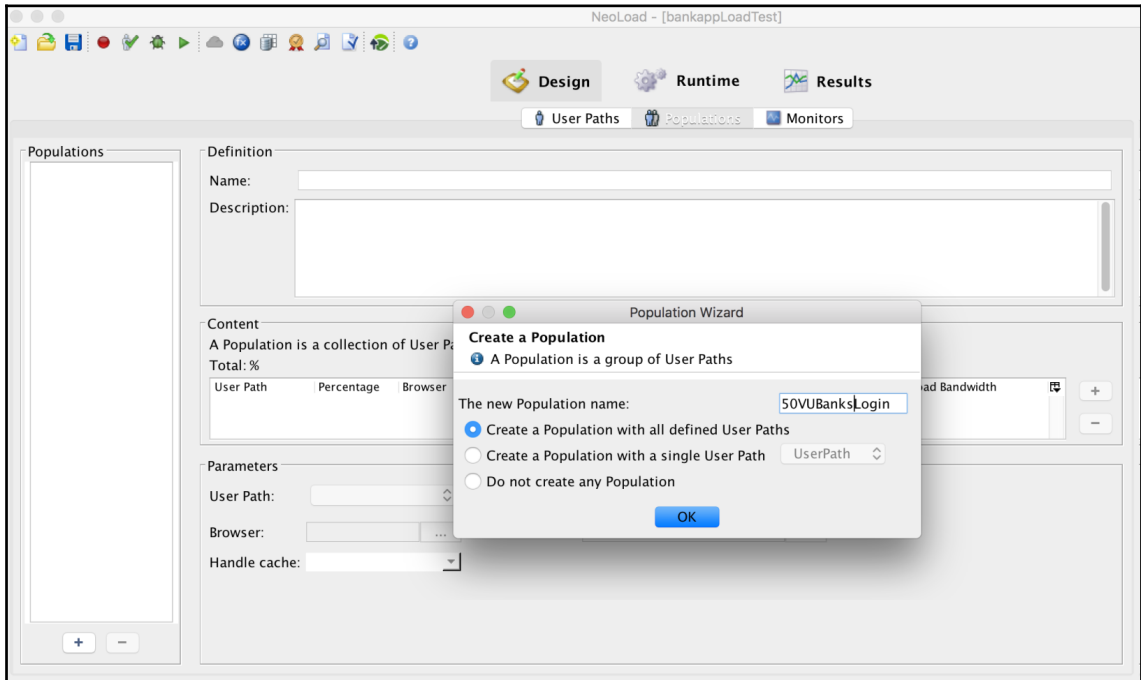 NeoLoad - [bankappLoadTest]
Design Runtime Results
User Paths Populations Monitors
Populations
Definition
Name:
Description:
Population Wizard
Create a Population
A Population is a group of User Paths
The new Population name: 50VUBanksLogin
Create a Population with all defined User Paths
Create a Population with a single User Path UserPath
Do not create any Population
OK
Content
A Population is a collection of User Pa
Total: %
User Path Percentage Browser ad Bandwidth
+
−
Parameters
User Path:
Browser: ...
Handle cache:
+ −